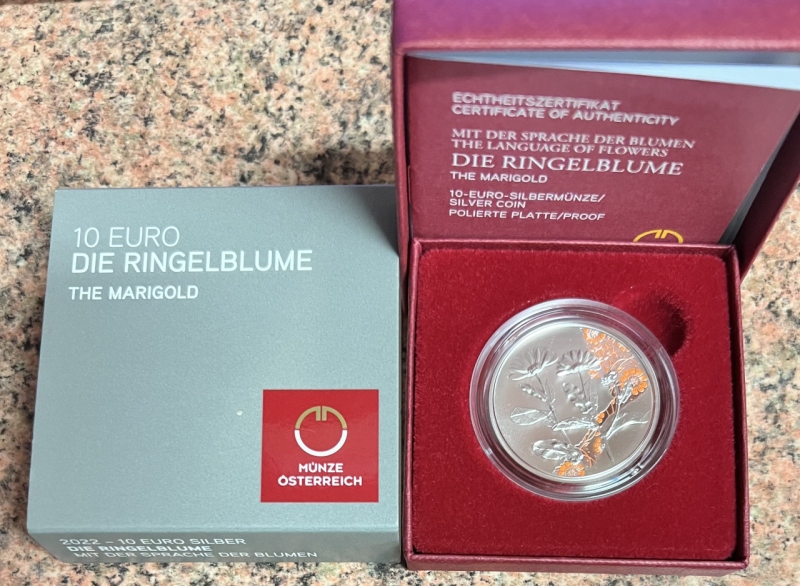 10 EURO
DIE RINGELBLUME
THE MARIGOLD
MÜNZE
ÖSTERREICH
2022 – 10 EURO SILBER
DIE RINGELBLUME
MIT DER SPRACHE DER BLUMEN
ECHTHEITSZERTIFIKAT
CERTIFICATE OF AUTHENTICITY
MIT DER SPRACHE DER BLUMEN
THE LANGUAGE OF FLOWERS
DIE RINGELBLUME
THE MARIGOLD
10-EURO-SILBERMÜNZE/
SILVER COIN
POLIERTE PLATTE/PROOF